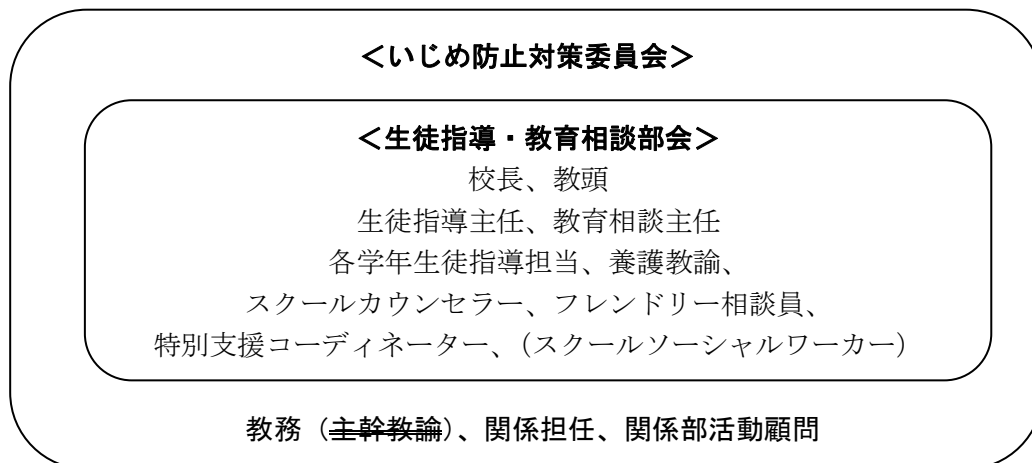 ＜いじめ防止対策委員会＞
＜生徒指導・教育相談部会＞
校長、教頭
生徒指導主任、教育相談主任
各学年生徒指導担当、養護教諭、
スクールカウンセラー、フレンドリー相談員、
特別支援コーディネーター、（スクールソーシャルワーカー）
教務（主幹教諭）、関係担任、関係部活動顧問